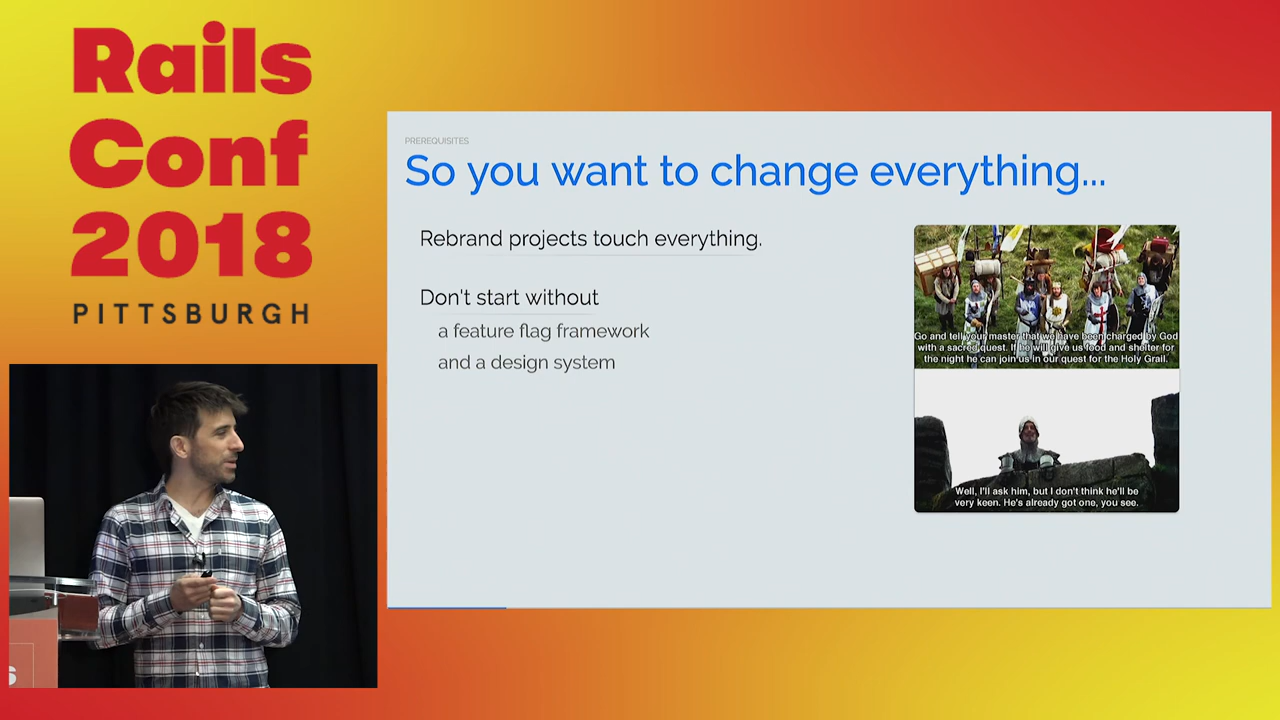 Rails
Conf
2018
PITTSBURGH
PREREQUISITES
So you want to change everything...
Rebrand projects touch everything.
Don't start without
a feature flag framework
and a design system
Go and tell your master that we have been charged by God
with a sacred quest. If he will give us food and shelter for
the night he can join us in our quest for the Holy Grail.
Well, I'll ask him, but I don't think he'll be
very keen. He's already got one, you see.
S